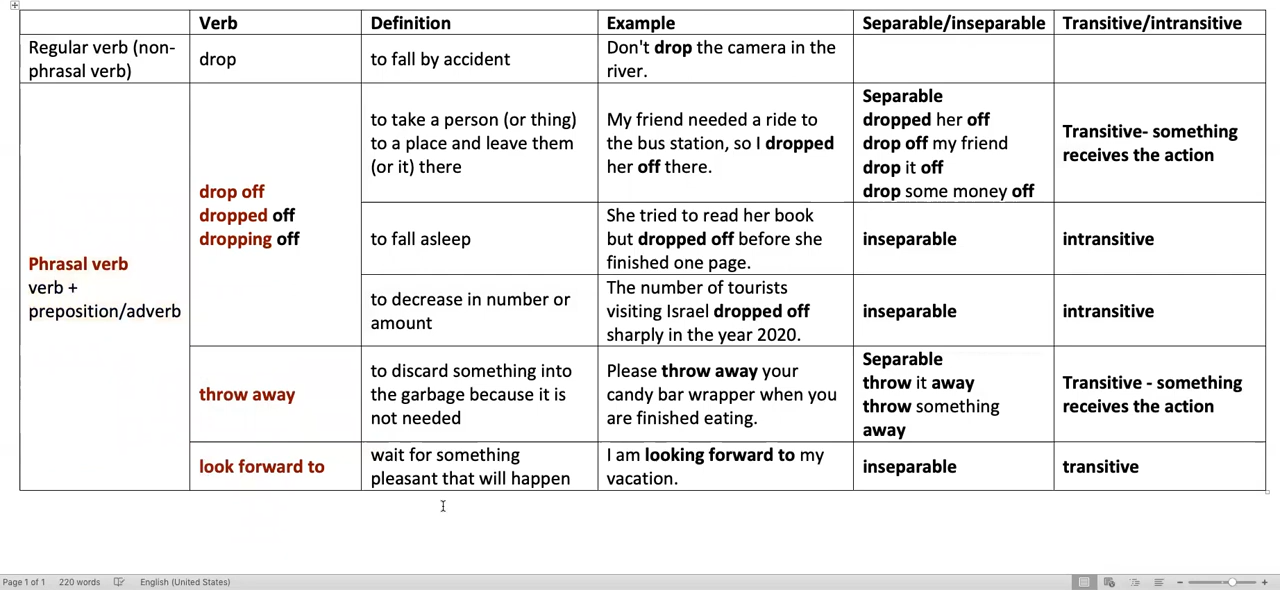 Verb Definition Example Separable/inseparable Transitive/intransitive
Regular verb (non-
phrasal verb)
drop
to fall by accident
Don't drop the camera in the
river.
Phrasal verb
verb +
preposition/adverb
drop off
dropped off
dropping off
to take a person (or thing)
to a place and leave them
(or it) there
My friend needed a ride to
the bus station, so I dropped
her off there.
Separable
dropped her off
drop off my friend
drop it off
drop some money off
Transitive- something
receives the action
to fall asleep
She tried to read her book
but dropped off before she
finished one page.
inseparable
intransitive
to decrease in number or
amount
The number of tourists
visiting Israel dropped off
sharply in the year 2020.
inseparable
intransitive
throw away
to discard something into
the garbage because it is
not needed
Please throw away your
candy bar wrapper when you
are finished eating.
Separable
throw it away
throw something
away
Transitive - something
receives the action
look forward to
wait for something
pleasant that will happen
I am looking forward to my
vacation.
inseparable
transitive
Page 1 of 1 220 words English (United States)